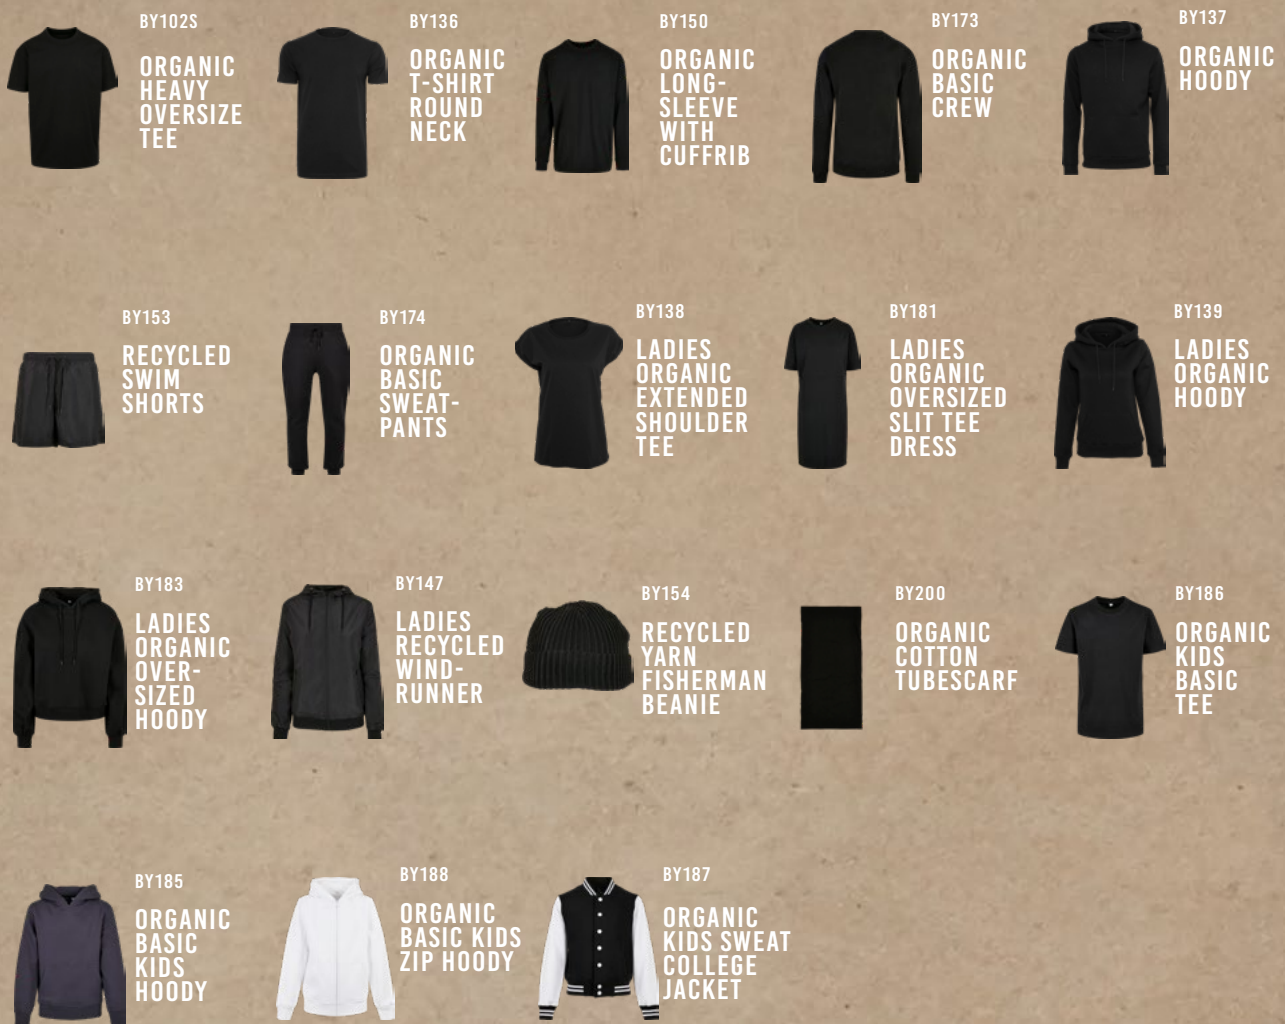 BY102S
ORGANIC
HEAVY
OVERSIZE
TEE
BY136
ORGANIC
T-SHIRT
ROUND
NECK
BY150
ORGANIC
LONG-
SLEEVE
WITH
CUFFRIB
BY173
ORGANIC
BASIC
CREW
BY137
ORGANIC
HOODY
BY153
RECYCLED
SWIM
SHORTS
BY174
ORGANIC
BASIC
SWEAT-
PANTS
BY138
LADIES
ORGANIC
EXTENDED
SHOULDER
TEE
BY181
LADIES
ORGANIC
OVERSIZED
SLIT TEE
DRESS
BY139
LADIES
ORGANIC
HOODY
BY183
LADIES
ORGANIC
OVER-
SIZED
HOODY
BY147
LADIES
RECYCLED
WIND-
RUNNER
BY154
RECYCLED
YARN
FISHERMAN
BEANIE
BY200
ORGANIC
COTTON
TUBESCARF
BY186
ORGANIC
KIDS
BASIC
TEE
BY185
ORGANIC
BASIC
KIDS
HOODY
BY188
ORGANIC
BASIC KIDS
ZIP HOODY
BY187
ORGANIC
KIDS SWEAT
COLLEGE
JACKET